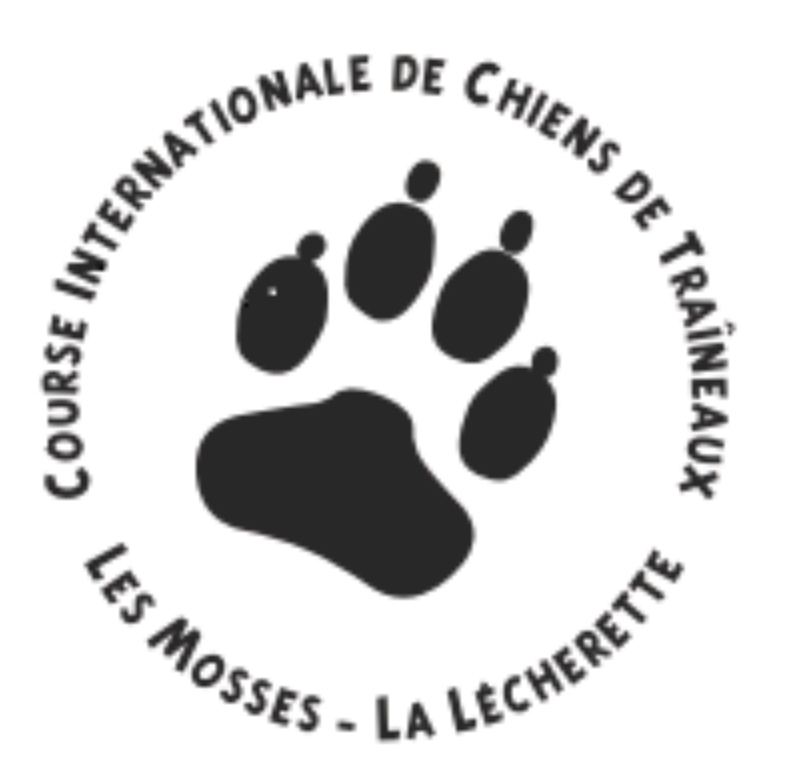 Course Internationale de Chiens de Traîneaux
Les Mosses - La Lécherette